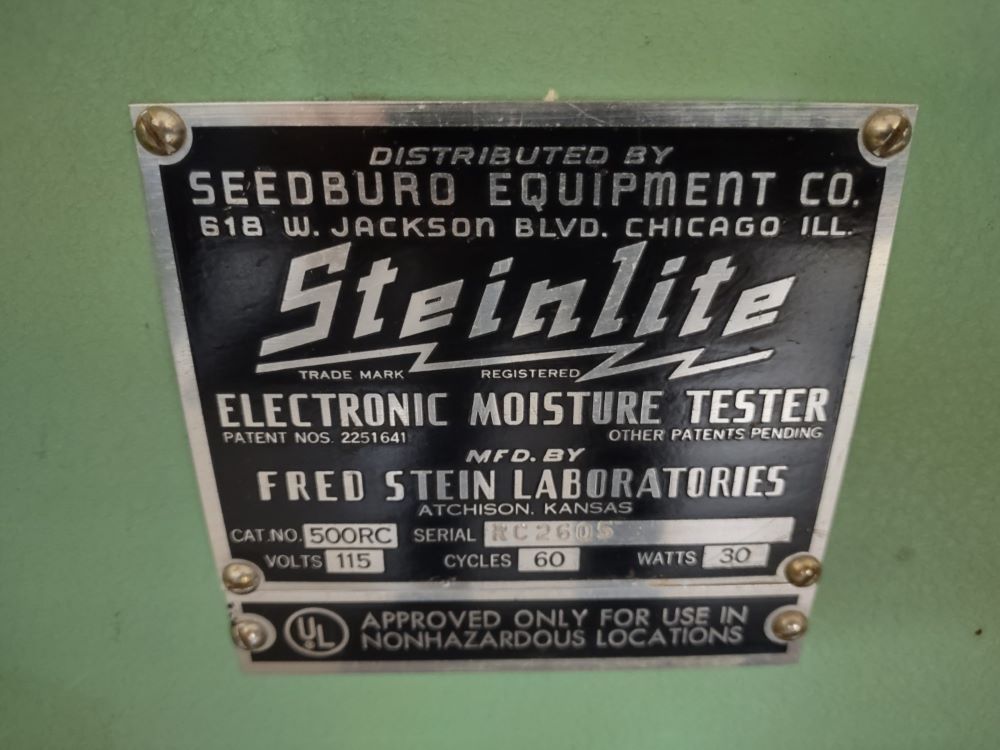 DISTRIBUTED BY
SEEDBURO EQUIPMENT CO.
618 W. JACKSON BLVD. CHICAGO ILL.
Steinlite
TRADE MARK REGISTERED
ELECTRONIC MOISTURE TESTER
PATENT NOS. 2251641 OTHER PATENTS PENDING
MFD. BY
FRED STEIN LABORATORIES
ATCHISON, KANSAS
CAT. NO. 500RC SERIAL RC2605
VOLTS 115 CYCLES 60 WATTS 30
UL APPROVED ONLY FOR USE IN
NONHAZARDOUS LOCATIONS